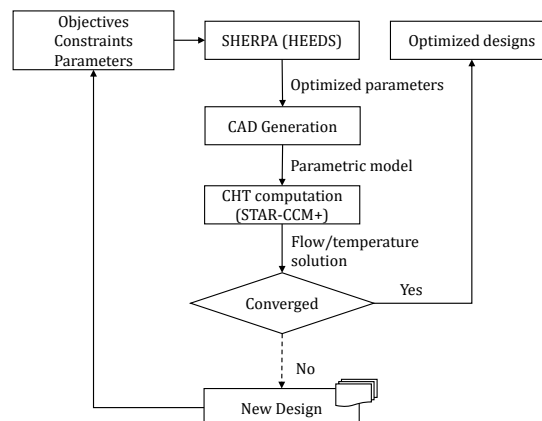 Objectives
Constraints
Parameters
SHERPA (HEEDS)
Optimized designs
Optimized parameters
CAD Generation
Parametric model
CHT computation
(STAR-CCM+)
Flow/temperature
solution
Converged
Yes
No
New Design